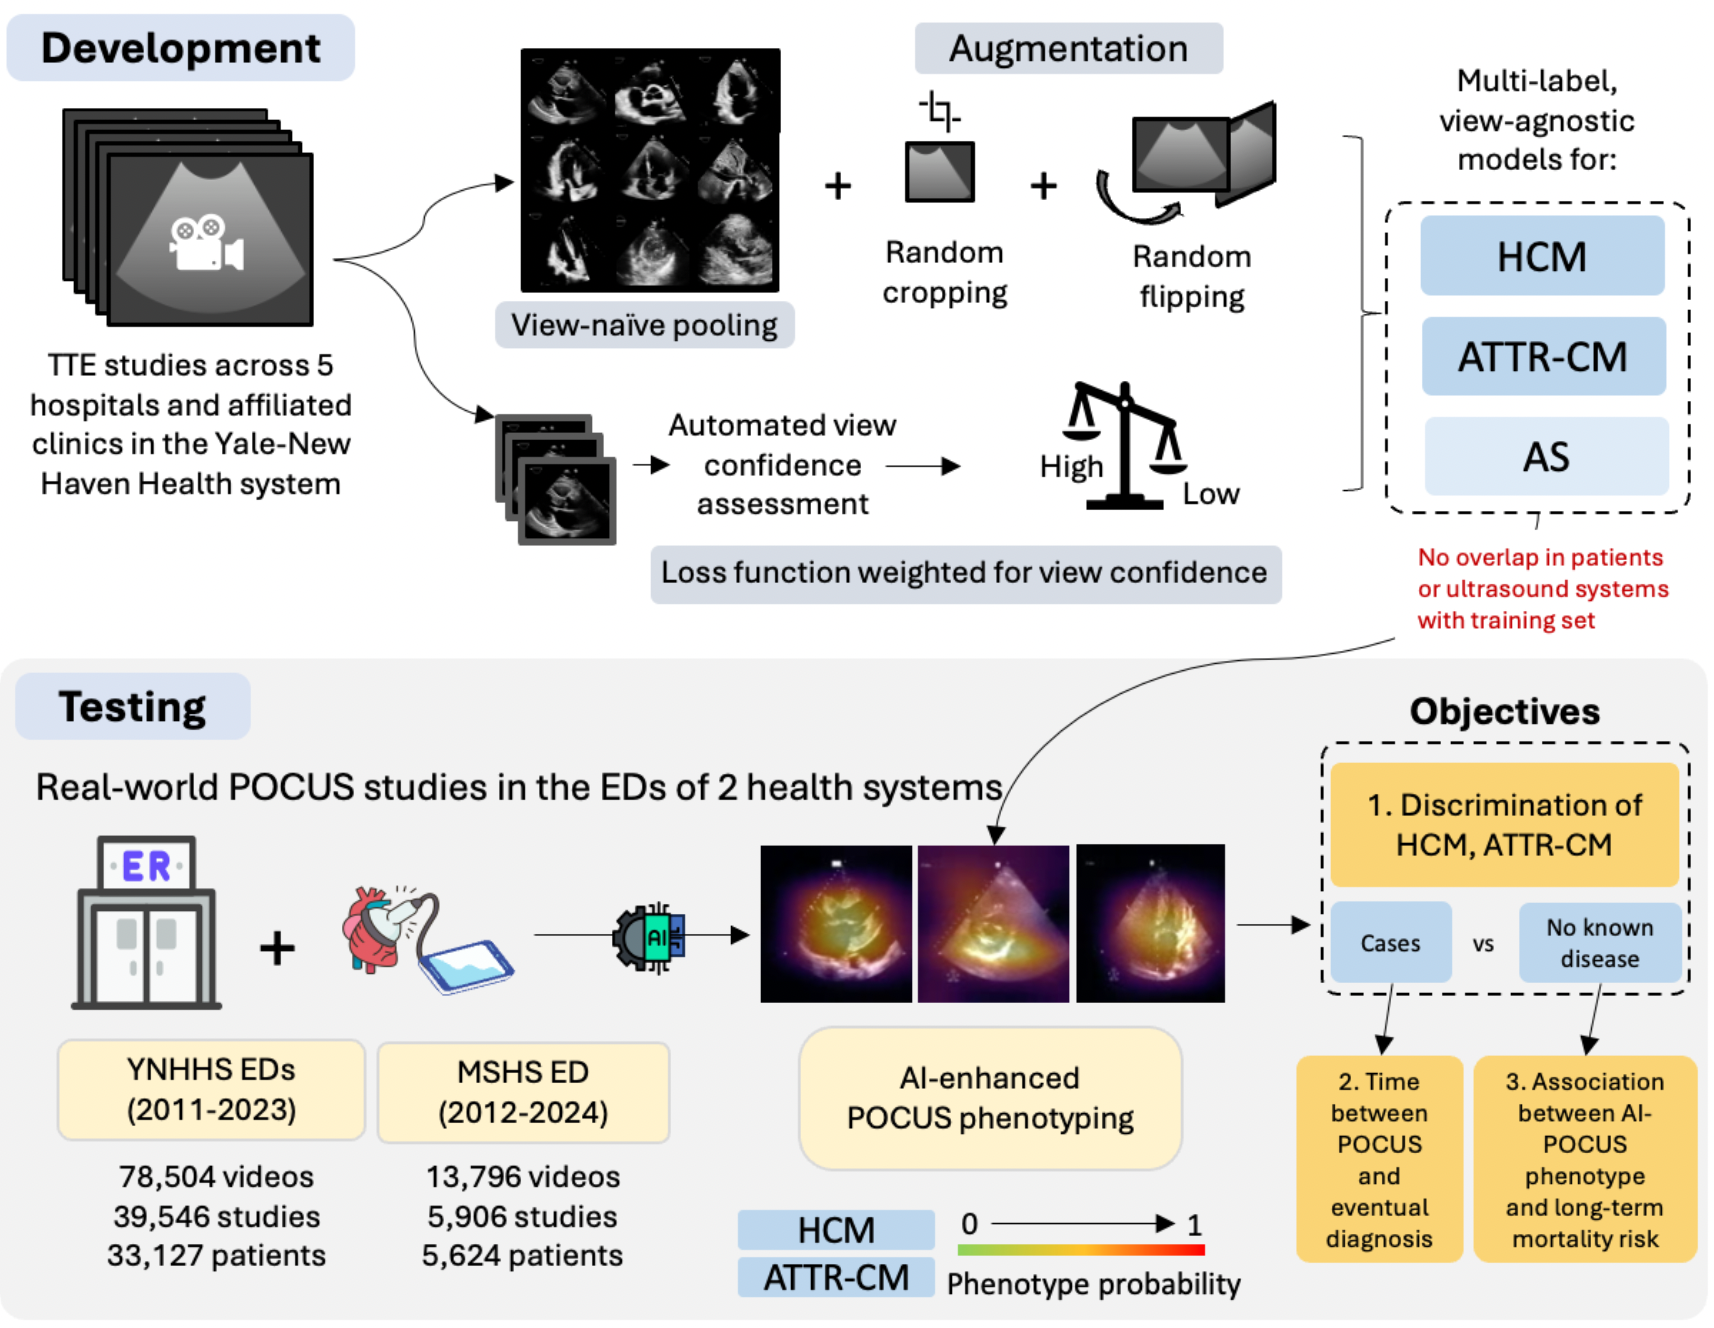 Development
TTE studies across 5
hospitals and affiliated
clinics in the Yale-New
Haven Health system
View-naïve pooling
Augmentation
+
Random
cropping
+
Random
flipping
Automated view
confidence
assessment
High
Low
Loss function weighted for view confidence
Multi-label,
view-agnostic
models for:
HCM
ATTR-CM
AS
No overlap in patients
or ultrasound systems
with training set
Testing
Real-world POCUS studies in the EDs of 2 health systems
ER
+
AI
YNHHS EDs
(2011-2023)
78,504 videos
39,546 studies
33,127 patients
MSHS ED
(2012-2024)
13,796 videos
5,906 studies
5,624 patients
AI-enhanced
POCUS phenotyping
HCM
ATTR-CM
0
1
Phenotype probability
Objectives
1. Discrimination of
HCM, ATTR-CM
Cases
vs
No known
disease
2. Time
between
POCUS
and
eventual
diagnosis
3. Association
between AI-
POCUS
phenotype
and long-term
mortality risk